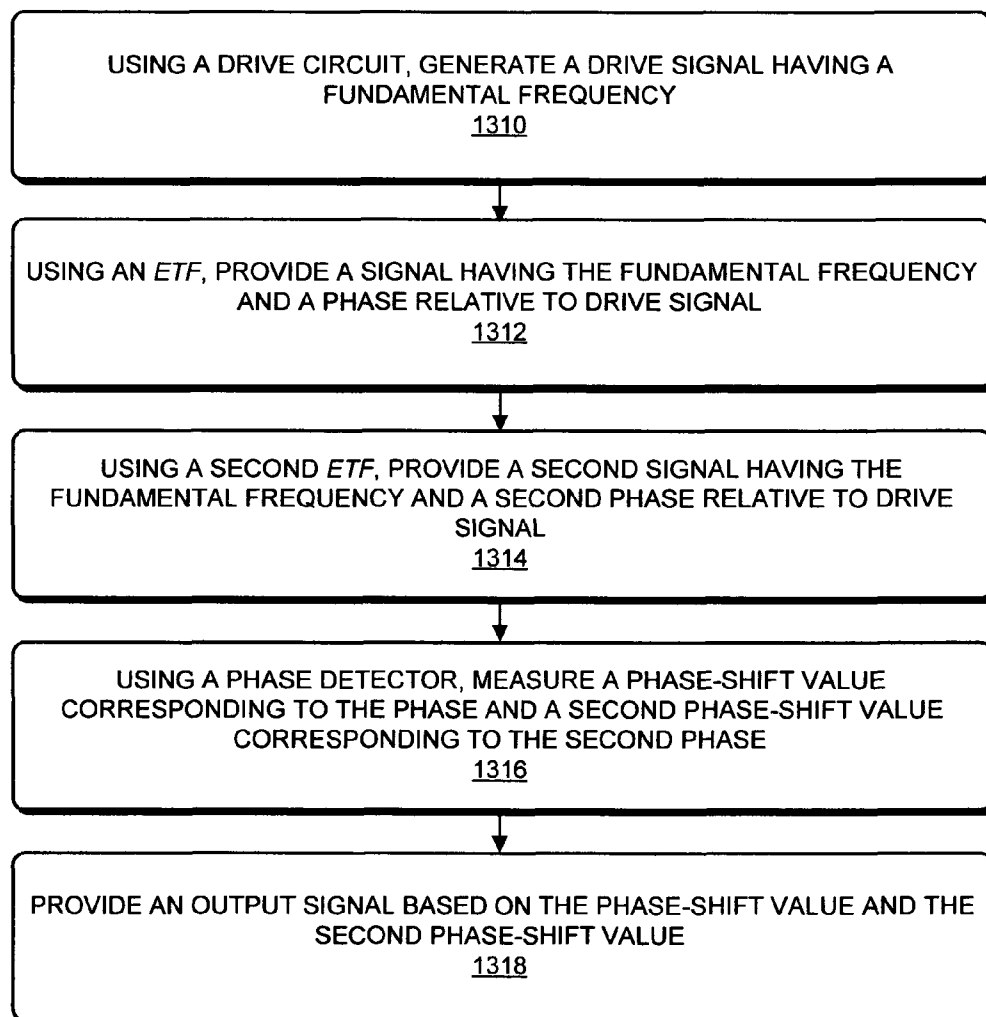 USING A DRIVE CIRCUIT, GENERATE A DRIVE SIGNAL HAVING A
FUNDAMENTAL FREQUENCY
1310
USING AN ETF, PROVIDE A SIGNAL HAVING THE FUNDAMENTAL FREQUENCY
AND A PHASE RELATIVE TO DRIVE SIGNAL
1312
USING A SECOND ETF, PROVIDE A SECOND SIGNAL HAVING THE
FUNDAMENTAL FREQUENCY AND A SECOND PHASE RELATIVE TO DRIVE
SIGNAL
1314
USING A PHASE DETECTOR, MEASURE A PHASE-SHIFT VALUE
CORRESPONDING TO THE PHASE AND A SECOND PHASE-SHIFT VALUE
CORRESPONDING TO THE SECOND PHASE
1316
PROVIDE AN OUTPUT SIGNAL BASED ON THE PHASE-SHIFT VALUE AND THE
SECOND PHASE-SHIFT VALUE
1318